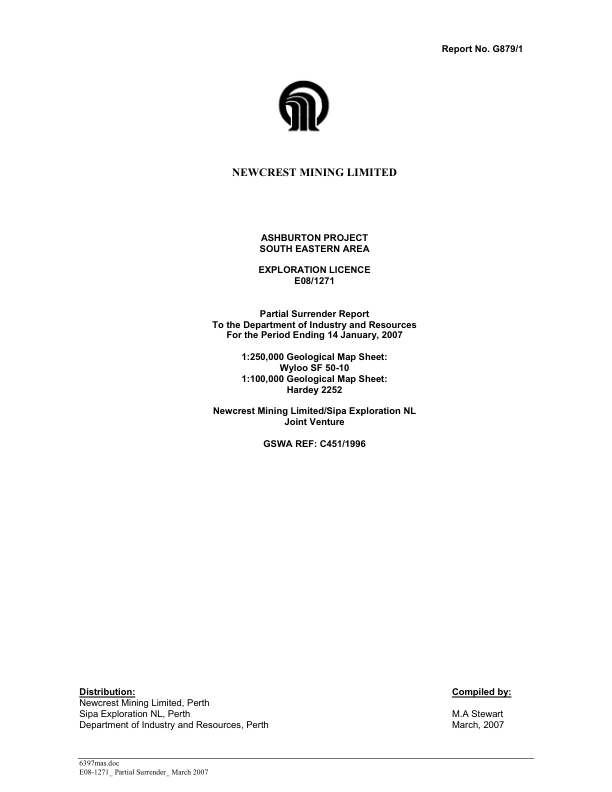 Report No. G879/1
NEWCREST MINING LIMITED
ASHBURTON PROJECT
SOUTH EASTERN AREA
EXPLORATION LICENCE
E08/1271
Partial Surrender Report
To the Department of Industry and Resources
For the Period Ending 14 January, 2007
1:250,000 Geological Map Sheet:
Wyloo SF 50-10
1:100,000 Geological Map Sheet:
Hardey 2252
Newcrest Mining Limited/Sipa Exploration NL
Joint Venture
GSWA REF: C451/1996
Distribution:
Newcrest Mining Limited, Perth
Sipa Exploration NL, Perth
Department of Industry and Resources, Perth
Compiled by:
M.A Stewart
March, 2007
6397mas.doc
E08-1271_ Partial Surrender_ March 2007